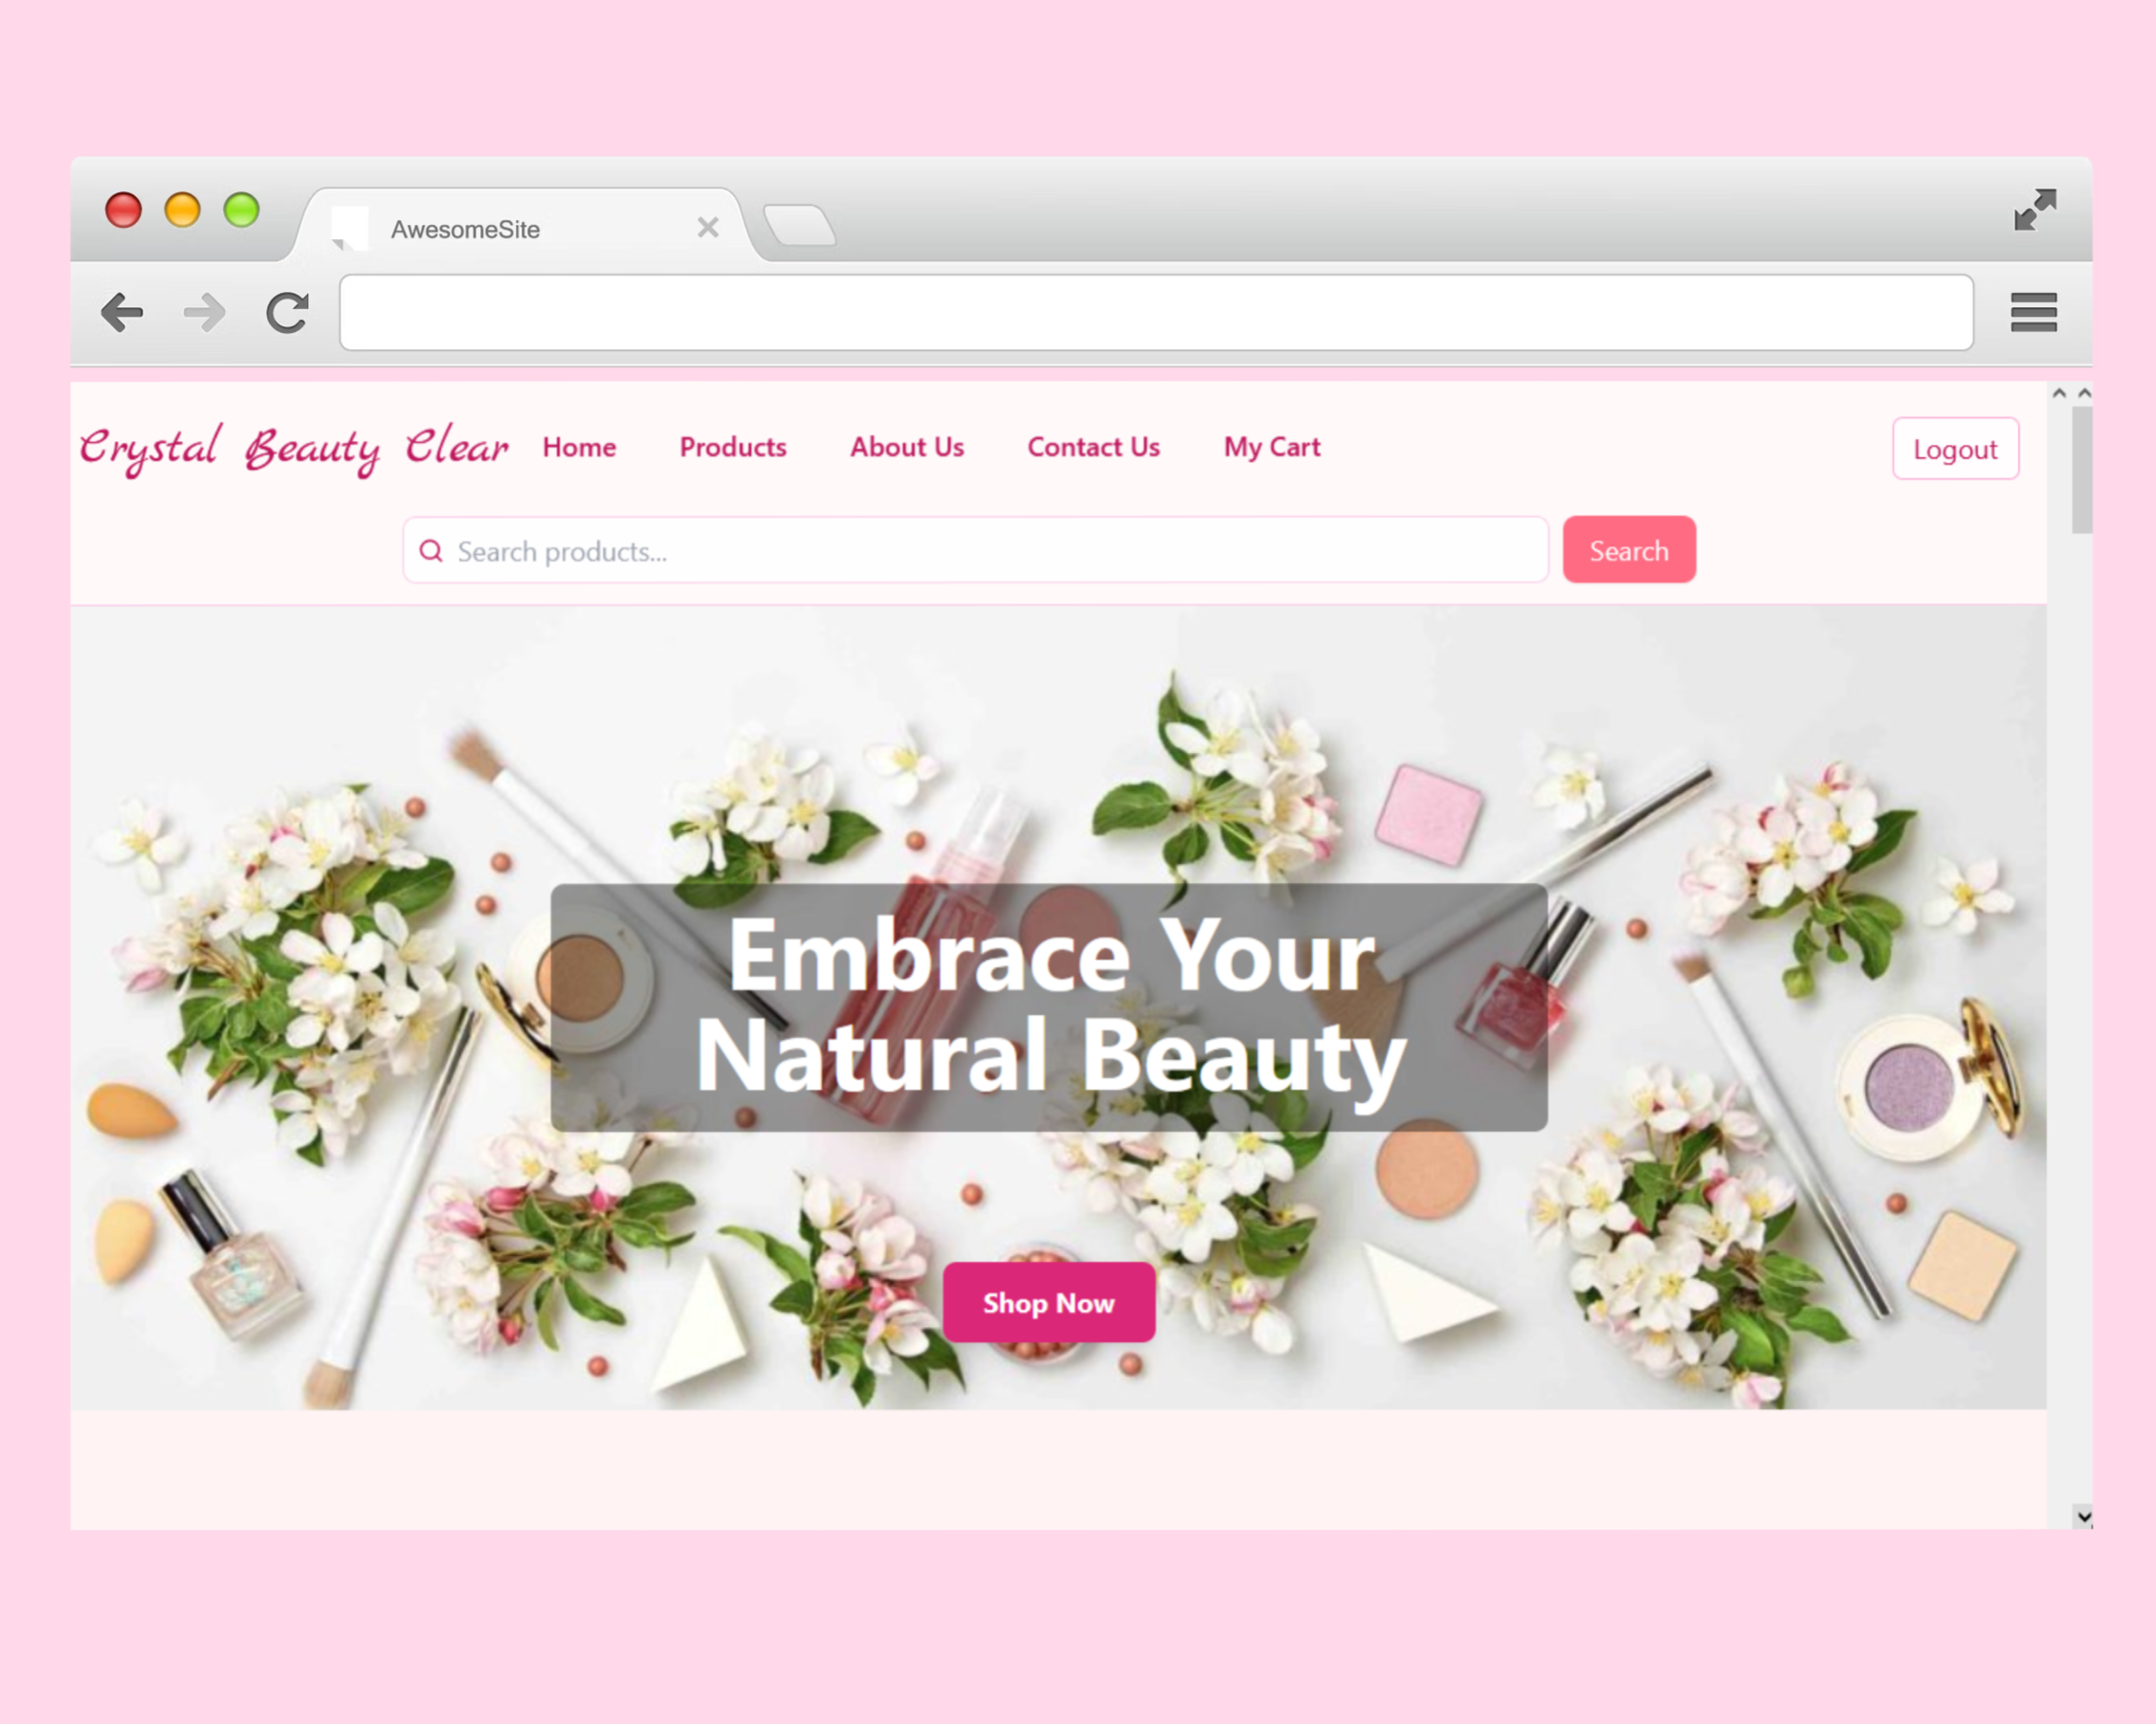 AwesomeSite
Crystal Beauty Clear Home Products About Us Contact Us My Cart Logout
Search products... Search
Embrace Your
Natural Beauty
Shop Now